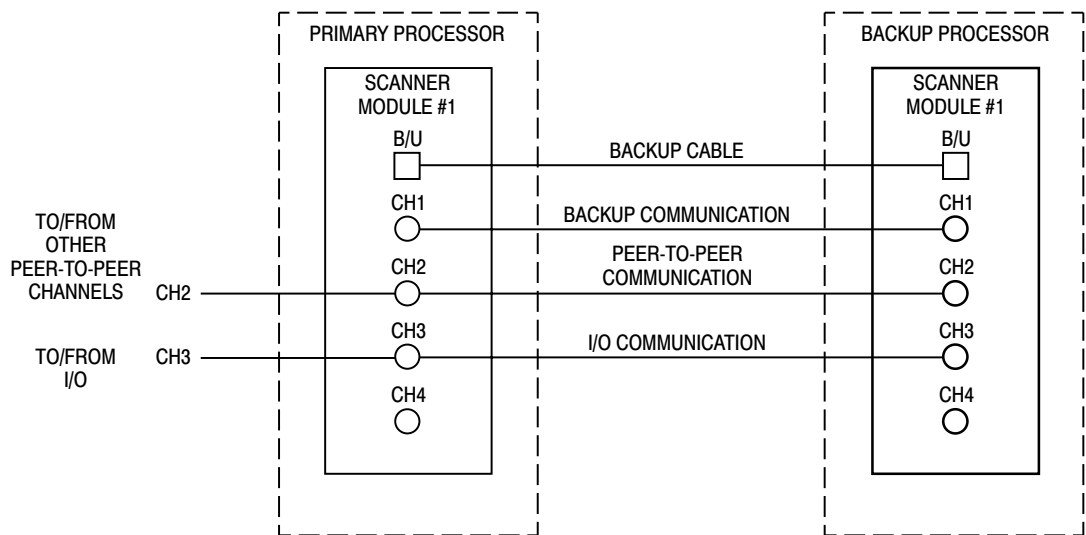 PRIMARY PROCESSOR
BACKUP PROCESSOR
SCANNER
MODULE #1
SCANNER
MODULE #1
B/U
BACKUP CABLE
B/U
CH1
BACKUP COMMUNICATION
CH1
TO/FROM
OTHER
PEER-TO-PEER
CHANNELS
CH2
CH2
PEER-TO-PEER
COMMUNICATION
CH2
TO/FROM
I/O
CH3
CH3
I/O COMMUNICATION
CH3
CH4
CH4